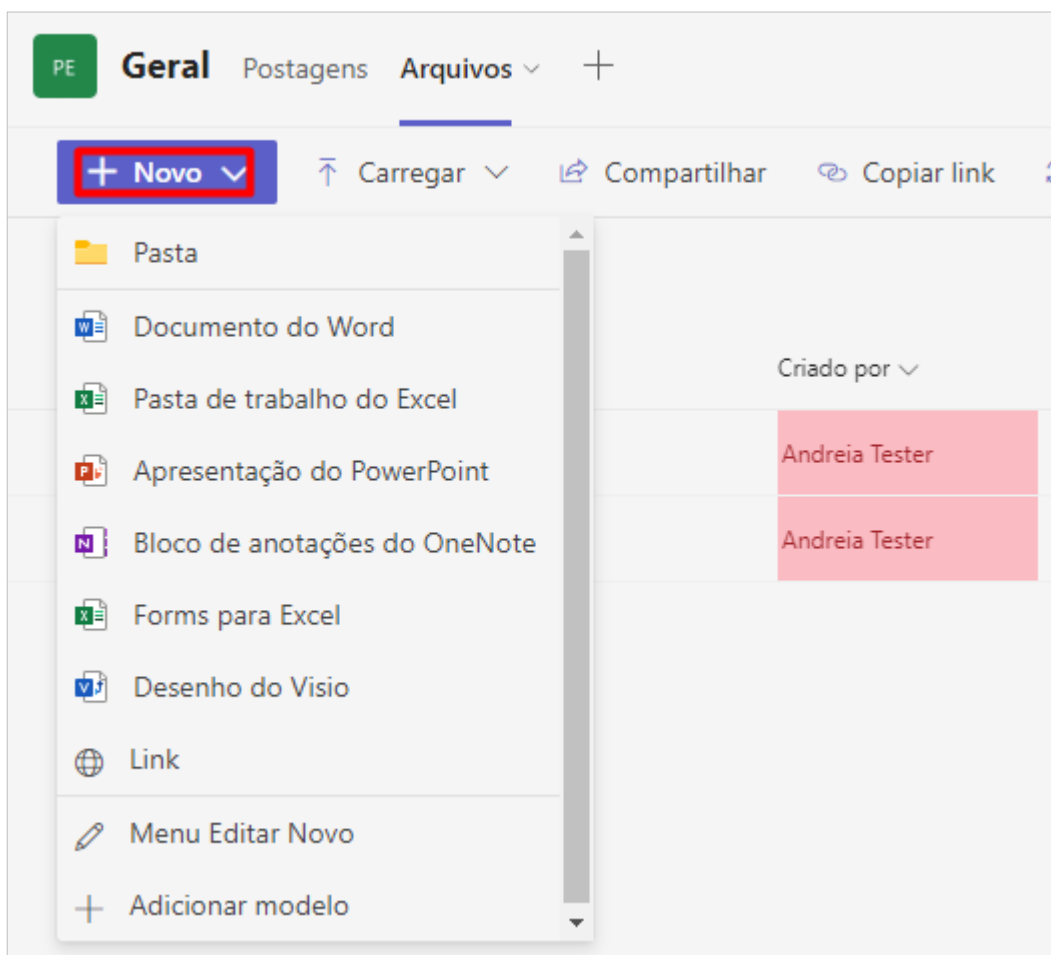 PE Geral Postagens Arquivos
Novo Carregar Compartilhar Copiar link
Pasta
Documento do Word
Criado por
Pasta de trabalho do Excel
Andreia Tester
Apresentação do PowerPoint
Bloco de anotações do OneNote
Andreia Tester
Forms para Excel
Desenho do Visio
Link
Menu Editar Novo
Adicionar modelo